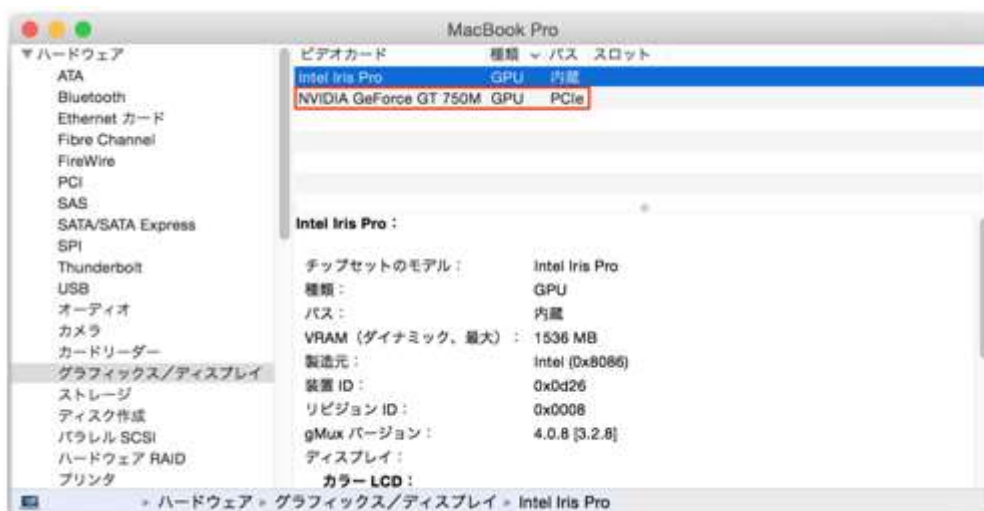 MacBook Pro
▼ハードウェア
ATA
Bluetooth
Ethernet カード
Fibre Channel
FireWire
PCI
SAS
SATA/SATA Express
SPI
Thunderbolt
USB
オーディオ
カメラ
カードリーダー
グラフィックス／ディスプレイ
ストレージ
ディスク作成
パラレル SCSI
ハードウェア RAID
プリンタ
ビデオカード 種類 バス スロット
Intel Iris Pro GPU 内蔵
NVIDIA GeForce GT 750M GPU PCIe
Intel Iris Pro：
チップセットのモデル： Intel Iris Pro
種類： GPU
バス： 内蔵
VRAM（ダイナミック、最大）： 1536 MB
製造元： Intel (0x8086)
装置 ID： 0x0d26
リビジョン ID： 0x0008
gMux バージョン： 4.0.8 [3.2.8]
ディスプレイ：
カラー LCD：
▸ ハードウェア ▸ グラフィックス／ディスプレイ ▸ Intel Iris Pro